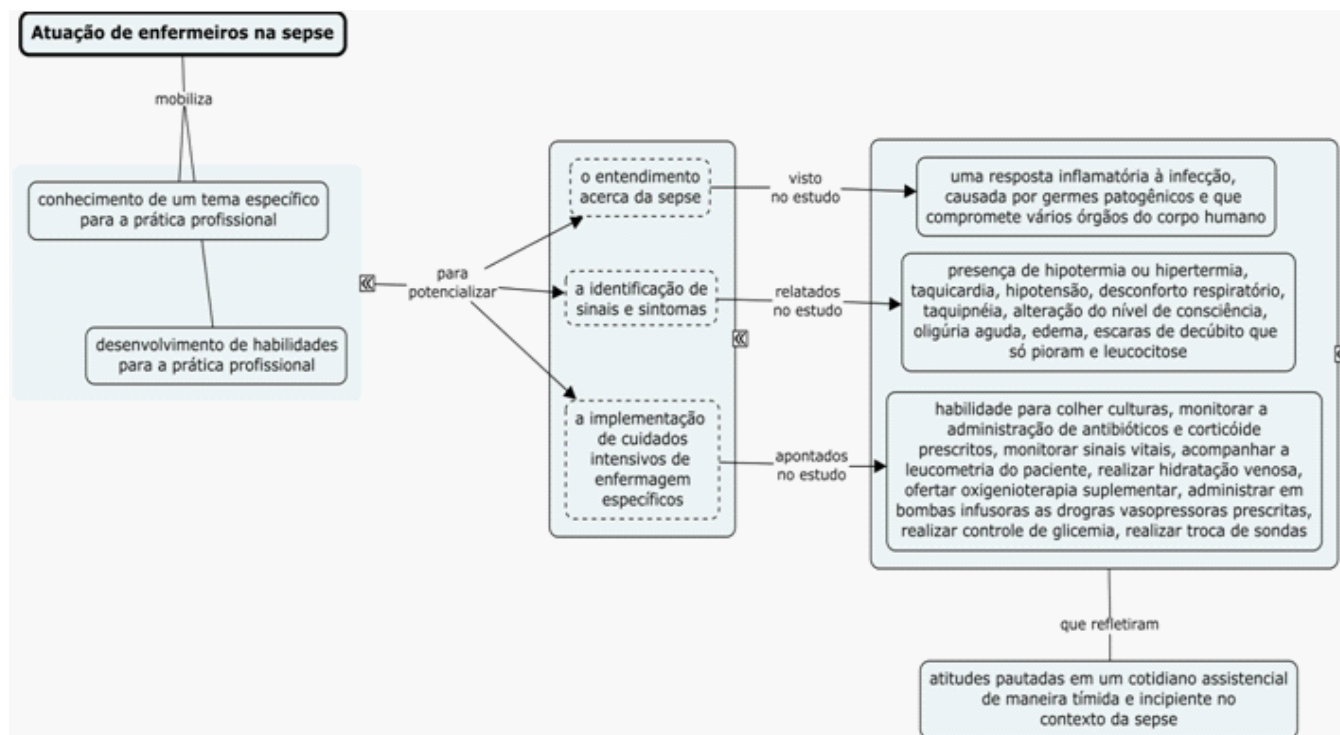 Atuação de enfermeiros na sepse
mobiliza
conhecimento de um tema específico
para a prática profissional
desenvolvimento de habilidades
para a prática profissional
para
potencializar
o entendimento
acerca da sepse
a identificação de
sinais e sintomas
a implementação
de cuidados
intensivos de
enfermagem
específicos
visto
no estudo
relatados
no estudo
apontados
no estudo
uma resposta inflamatória à infecção,
causada por germes patogênicos e que
compromete vários órgãos do corpo humano
presença de hipotermia ou hipertermia,
taquicardia, hipotensão, desconforto respiratório,
taquipnéia, alteração do nível de consciência,
oligúria aguda, edema, escaras de decúbito que
só pioram e leucocitose
habilidade para colher culturas, monitorar a
administração de antibióticos e corticóide
prescritos, monitorar sinais vitais, acompanhar a
leucometria do paciente, realizar hidratação venosa,
ofertar oxigenioterapia suplementar, administrar em
bombas infusoras as drogras vasopressoras prescritas,
realizar controle de glicemia, realizar troca de sondas
que refletiram
atitudes pautadas em um cotidiano assistencial
de maneira tímida e incipiente no
contexto da sepse